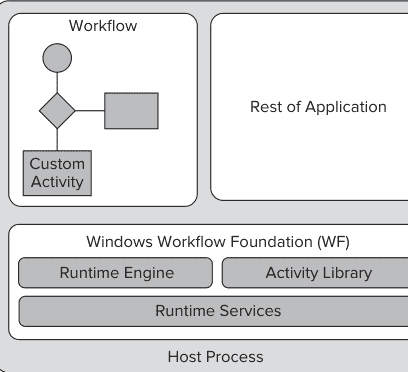 Workflow
Rest of Application
Custom
Activity
Windows Workflow Foundation (WF)
Runtime Engine
Activity Library
Runtime Services
Host Process